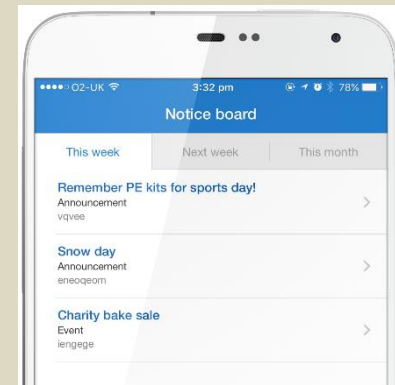 O2-UK 3:32 pm 78%
Notice board
This week Next week This month
Remember PE kits for sports day!
Announcement
vqvee
Snow day
Announcement
eneoqeorn
Charity bake sale
Event
iengege